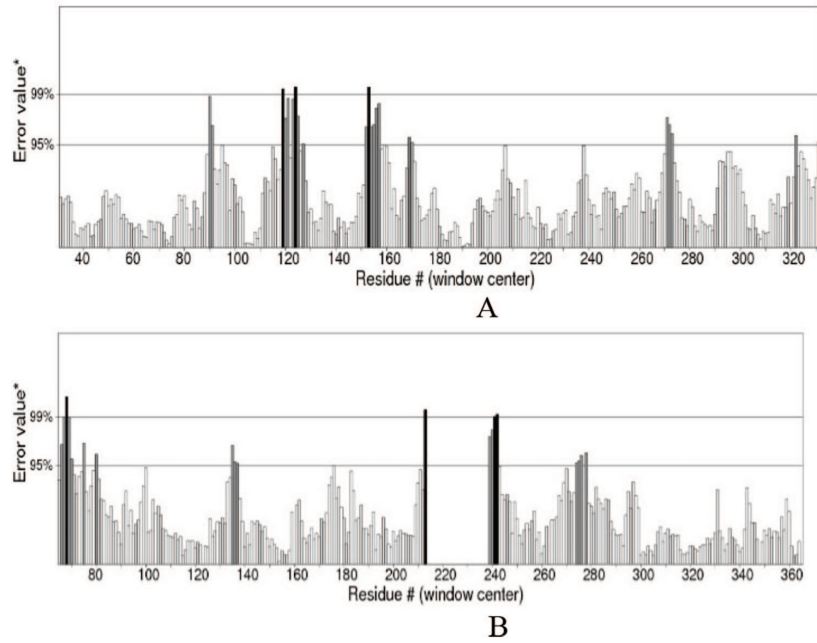 Error value*
99%
95%
40 60 80 100 120 140 160 180 200 220 240 260 280 300 320
Residue # (window center)
A
Error value*
99%
95%
80 100 120 140 160 180 200 220 240 260 280 300 320 340 360
Residue # (window center)
B